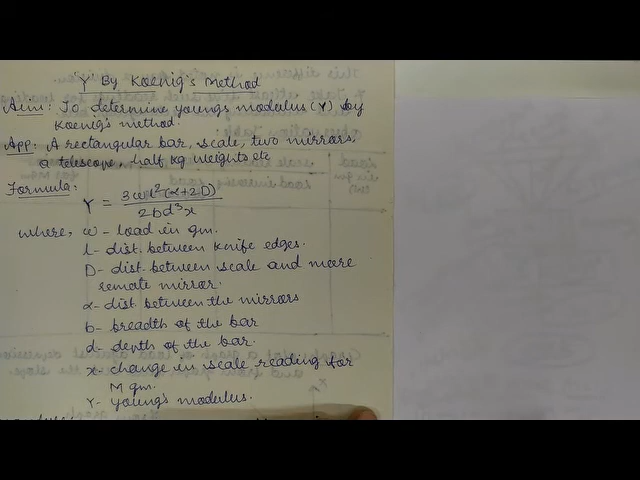 Y By Koenig's Method
Aim: To determine youngs modulus (Y) by
Koenig's method.
App: A rectangular bar, scale, two mirrors,
a telescope, half kg weights etc
Formula:
Y = 3ωl²(α+2D) / 2bd³x
where, ω - load in gm.
l - dist. between knife edges.
D - dist. between scale and more
remote mirror.
α - dist between the mirrors
b - breadth of the bar
d - depth of the bar.
x - change in scale reading for
M gm.
Y - young's modulus.